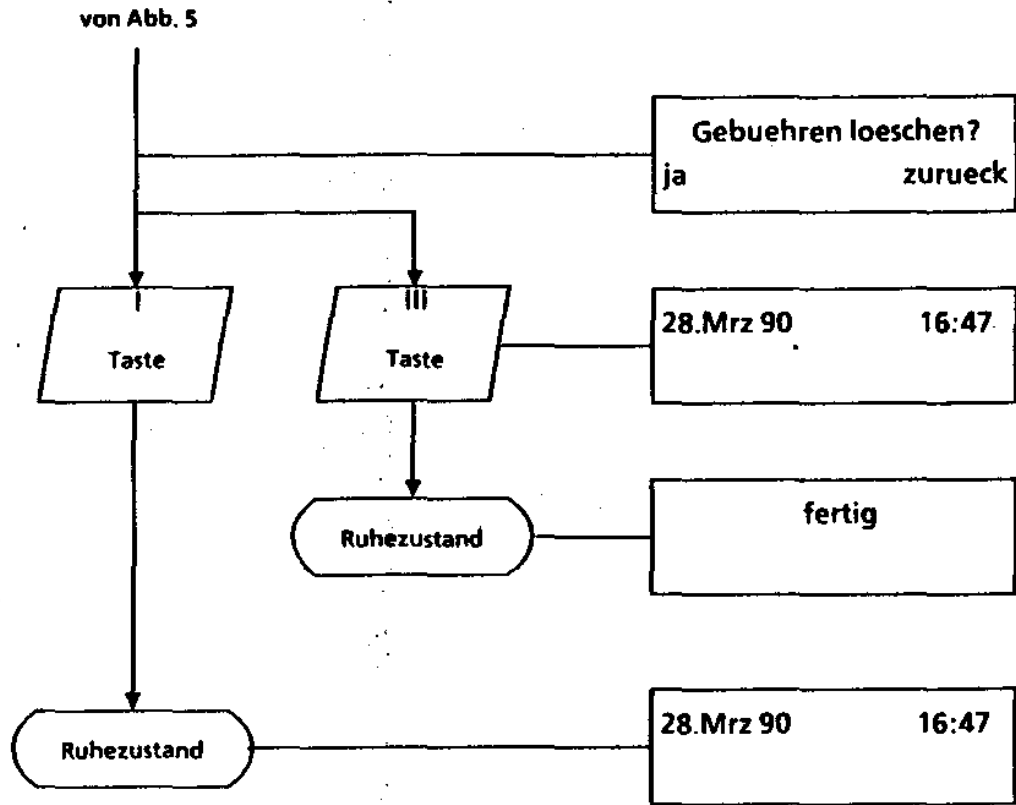 von Abb. 5
Gebuehren loeschen?
ja zurueck
I
Taste
III
Taste
28.Mrz 90 16:47
Ruhezustand
fertig
Ruhezustand
28.Mrz 90 16:47